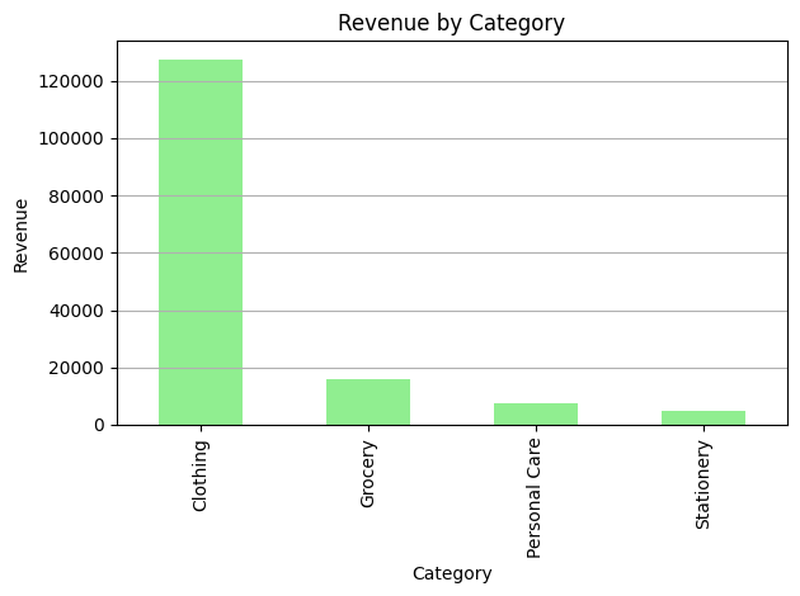 Revenue by Category
120000
100000
80000
60000
40000
20000
0
Revenue
Clothing
Grocery
Personal Care
Stationery
Category